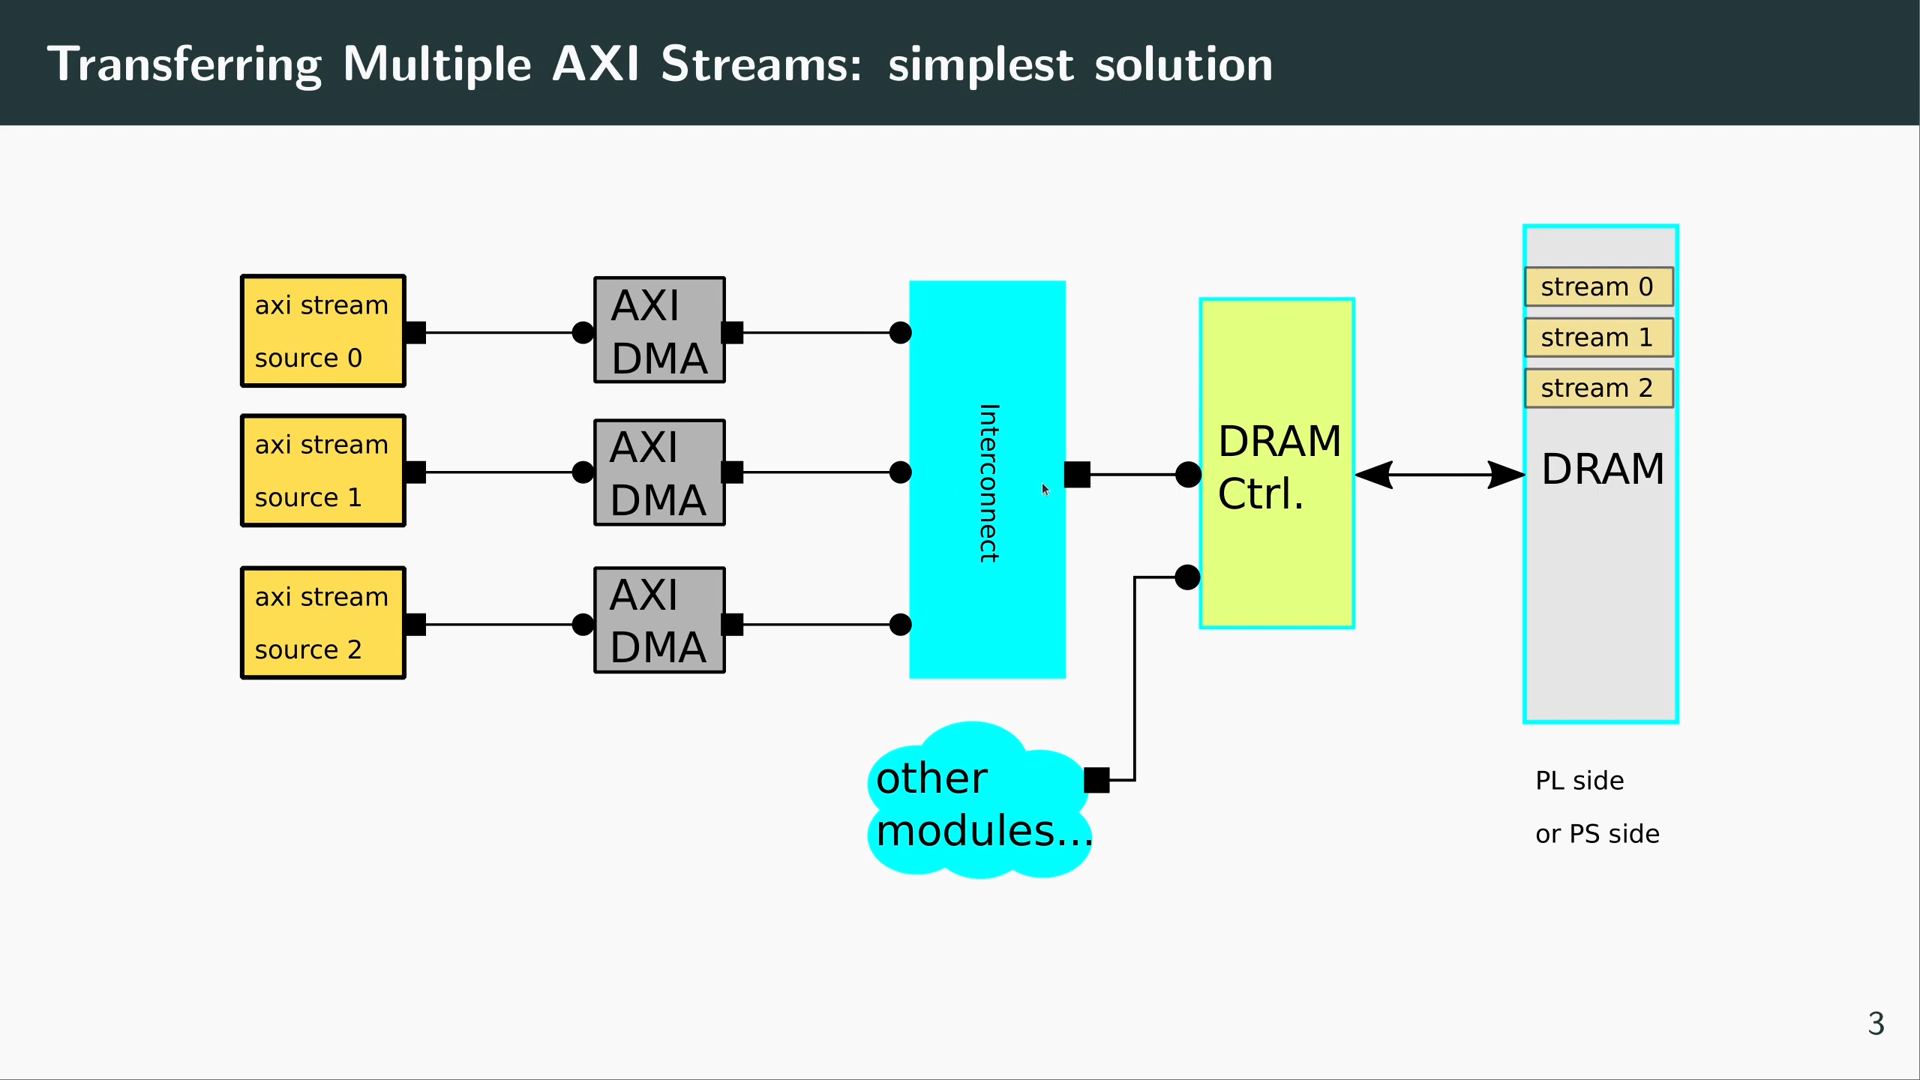 Transferring Multiple AXI Streams: simplest solution
axi stream
source 0
AXI
DMA
axi stream
source 1
AXI
DMA
axi stream
source 2
AXI
DMA
Interconnect
other
modules...
DRAM
Ctrl.
stream 0
stream 1
stream 2
DRAM
PL side
or PS side
3